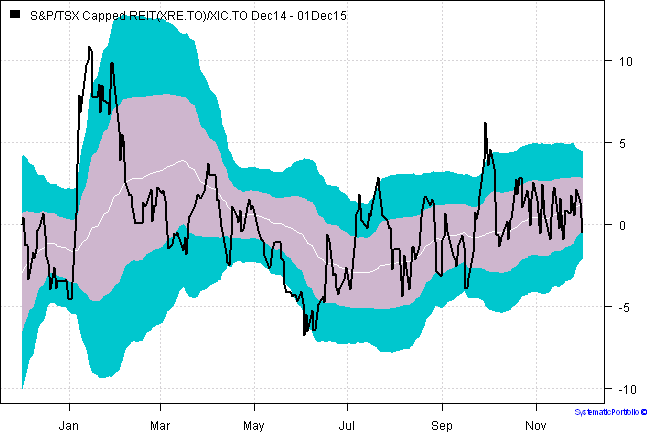 S&P/TSX Capped REIT(XRE.TO)/XIC.TO Dec14 - 01Dec15
10
5
0
-5
-10
Jan Mar May Jul Sep Nov
SystematicPortfolio ©